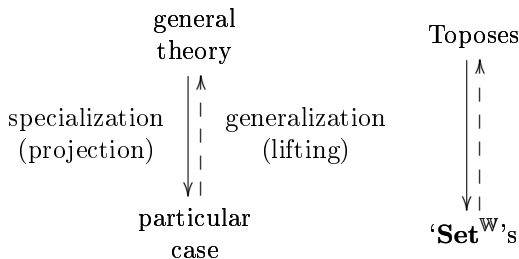 general
theory
Toposes
specialization
(projection)
generalization
(lifting)
particular
case
‘Set^𝕎’s